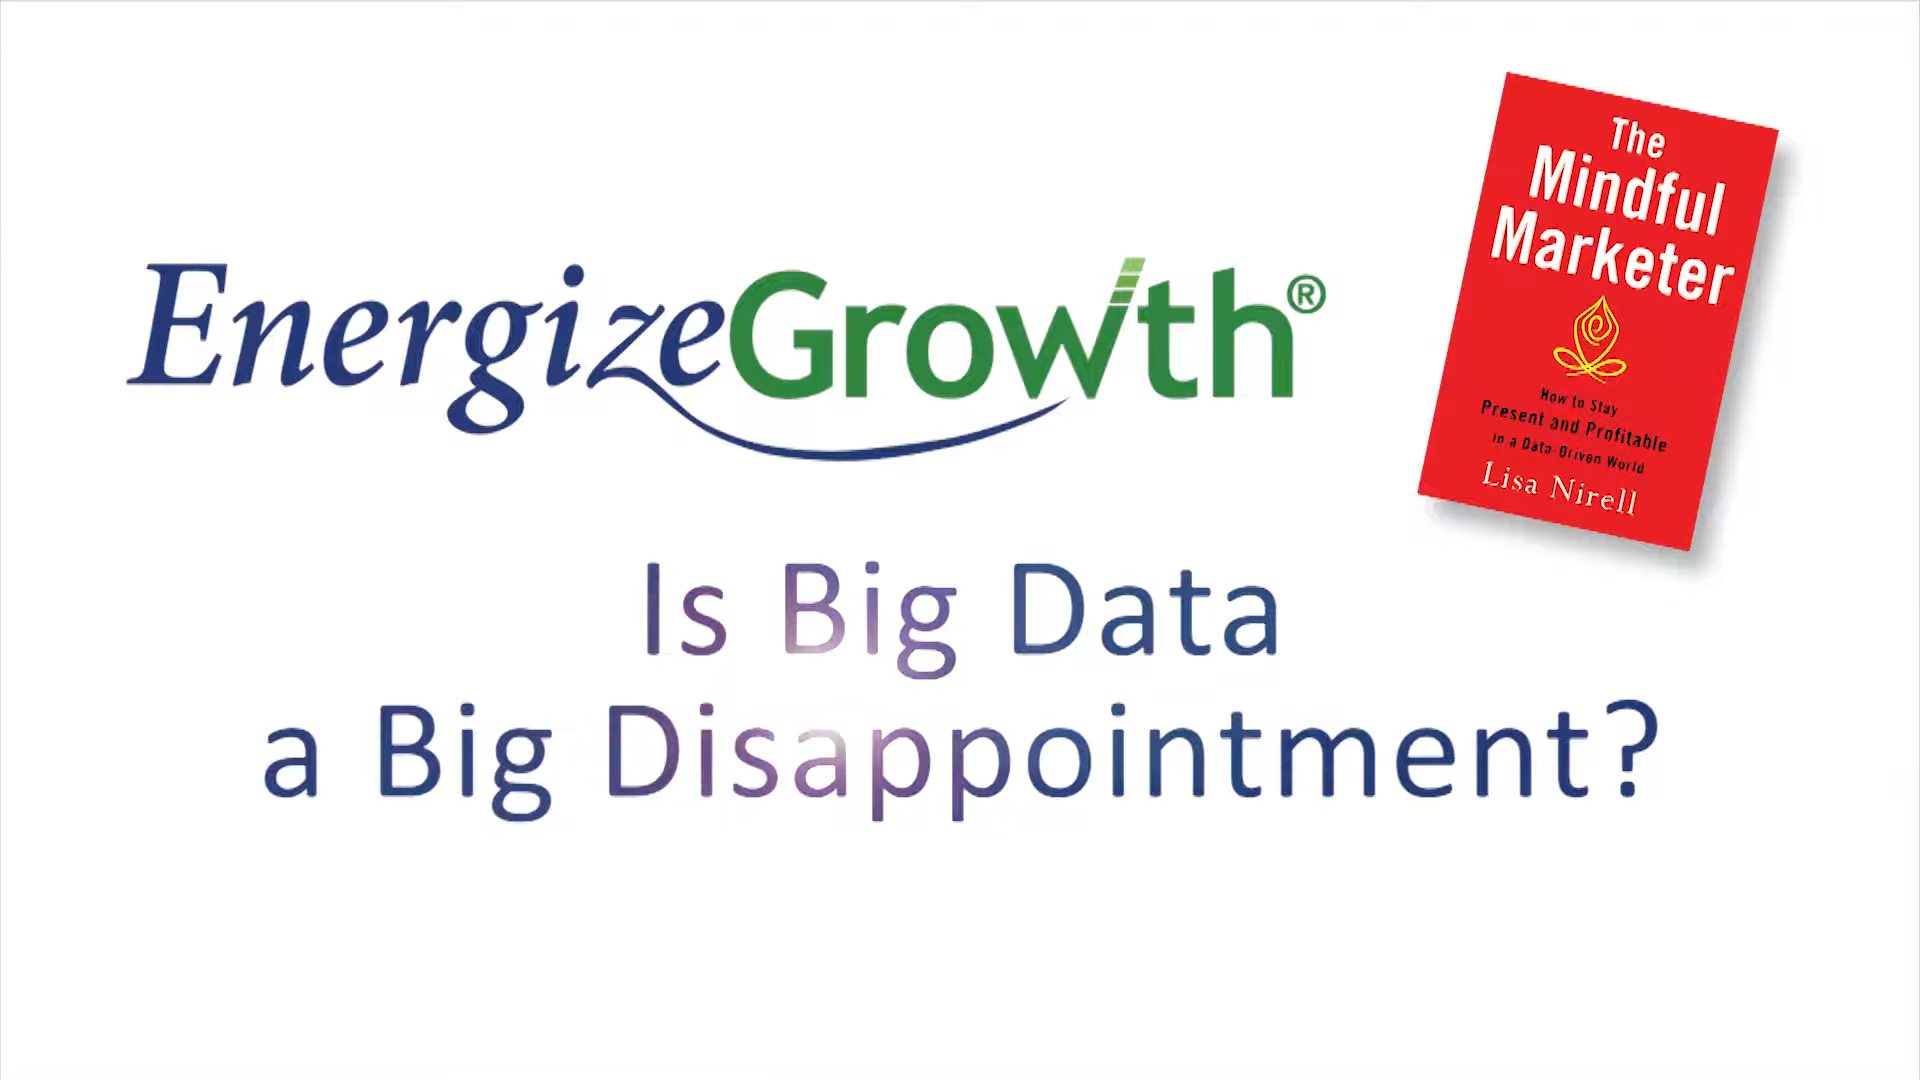 EnergizeGrowth®
The
Mindful
Marketer
How to Stay
Present and Profitable
in a Data-Driven World
Lisa Nirell
Is Big Data
a Big Disappointment?